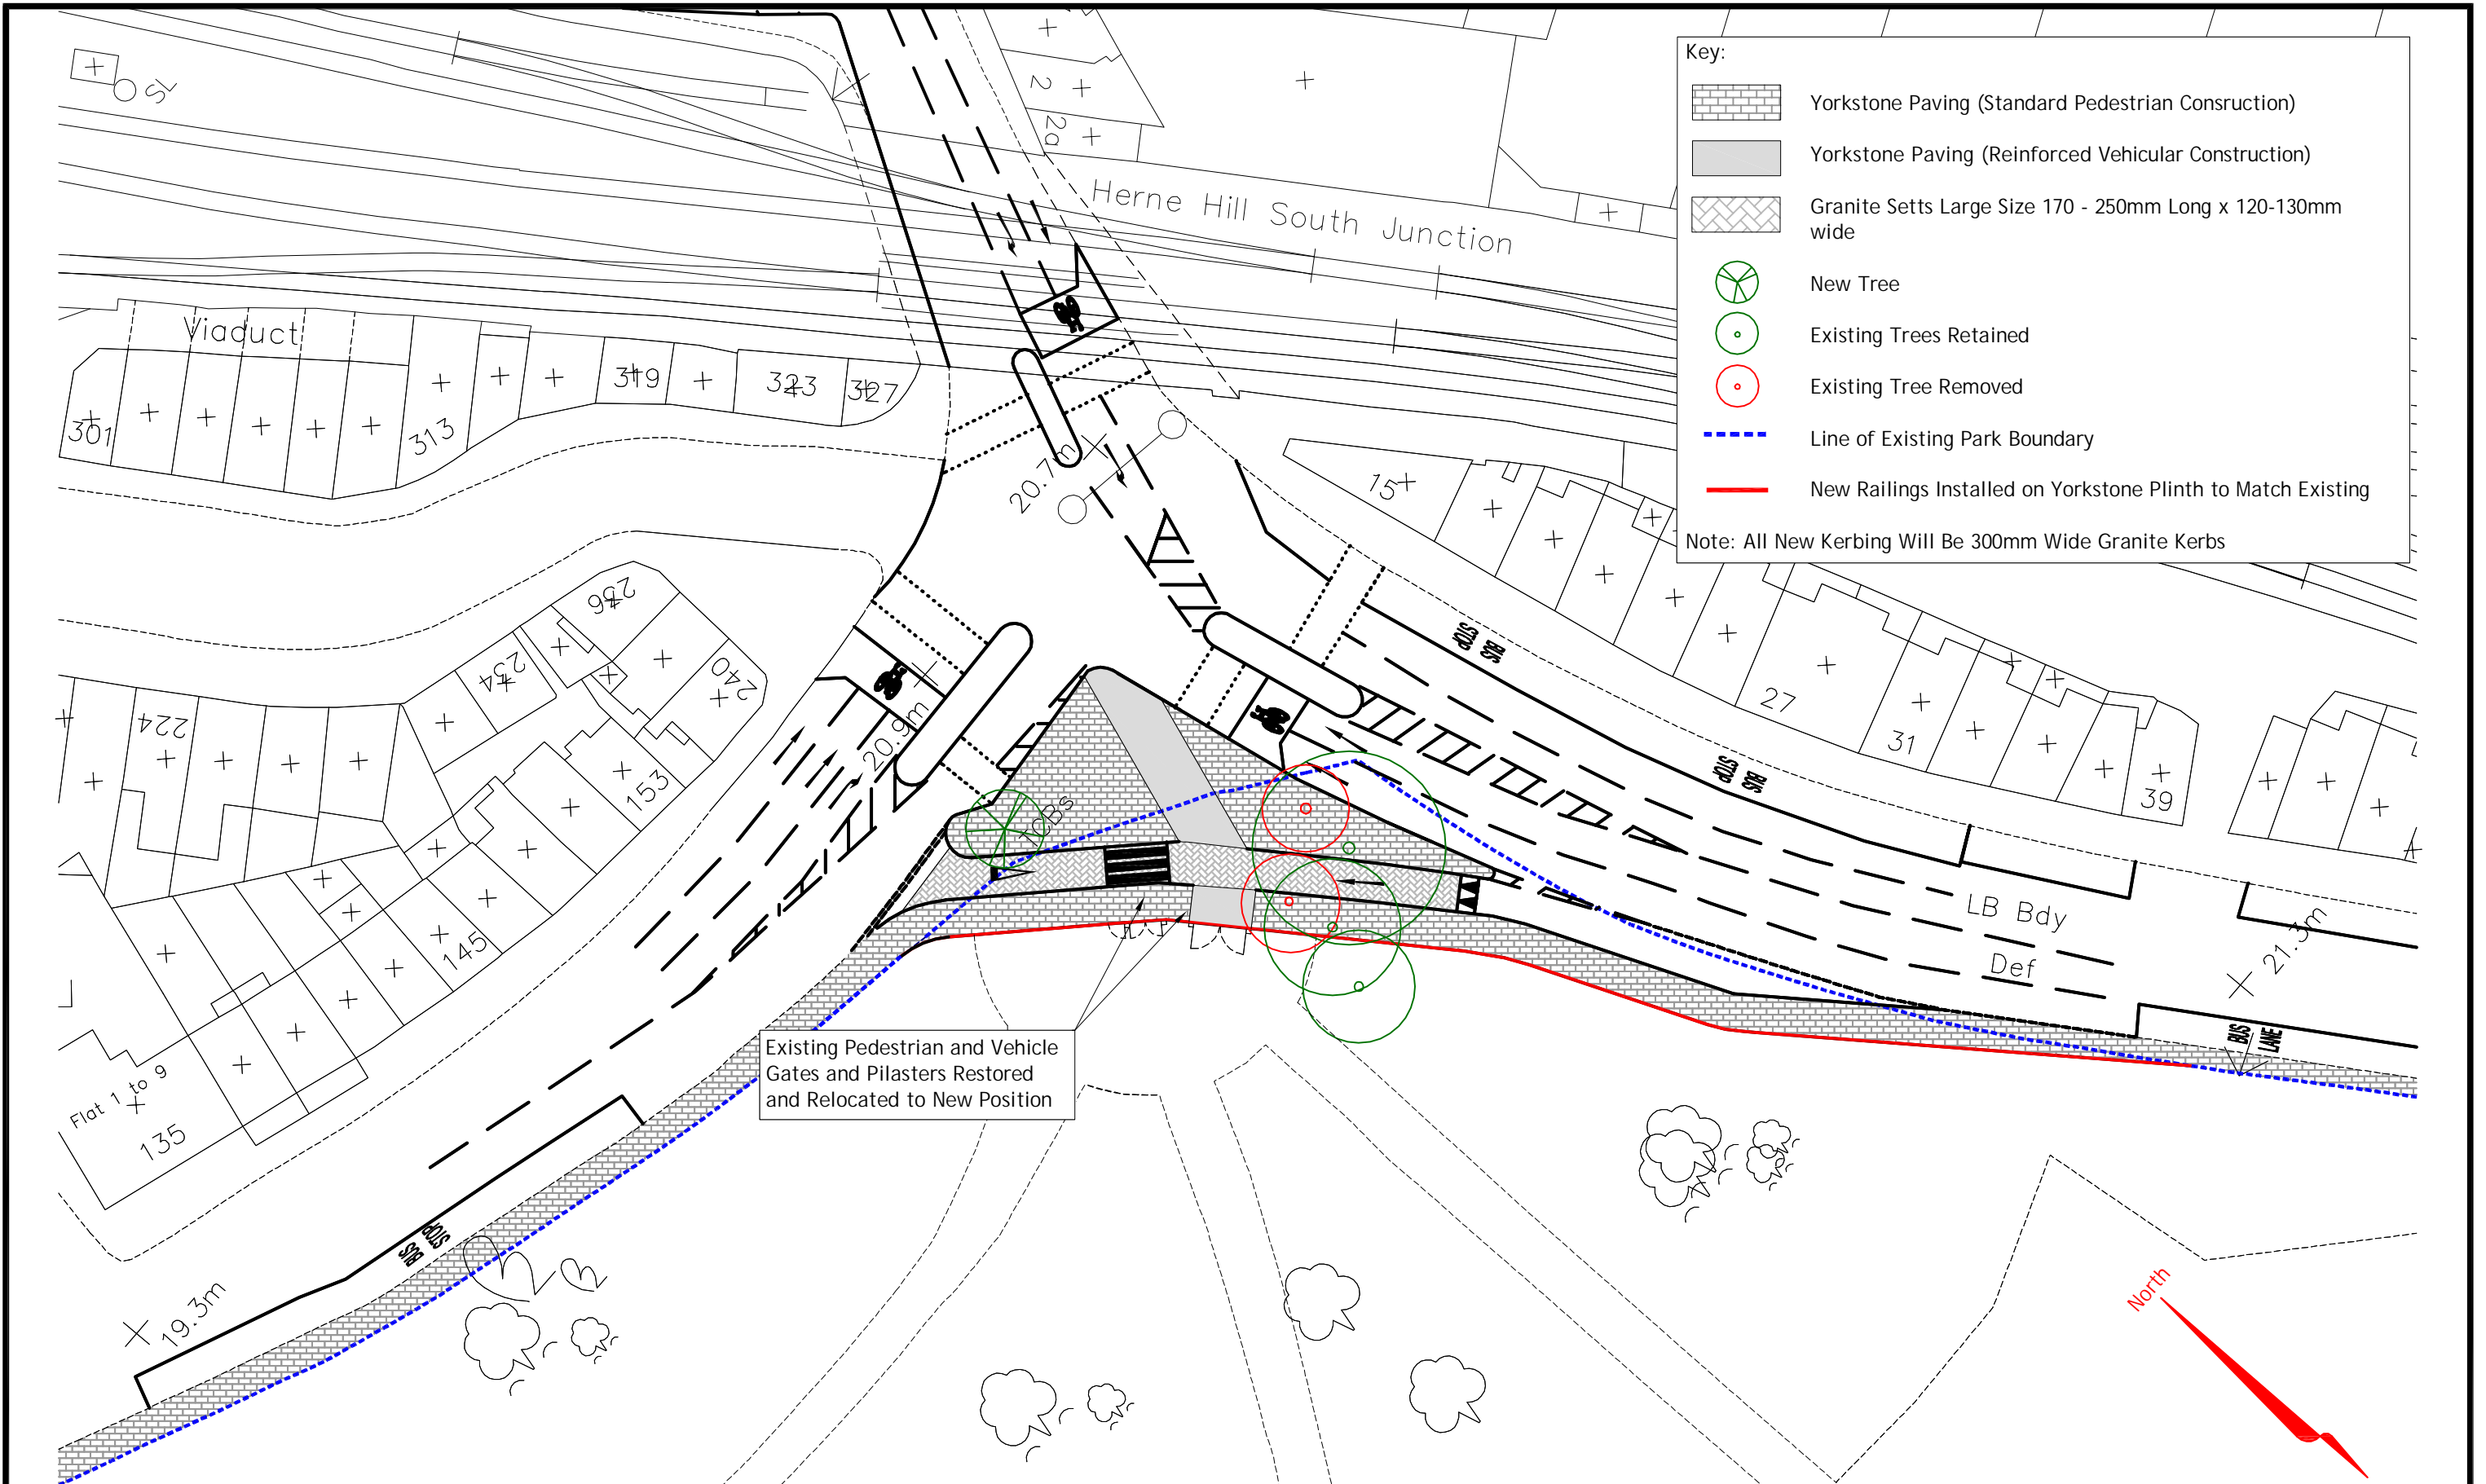 Key:
Yorkstone Paving (Standard Pedestrian Consruction)
Yorkstone Paving (Reinforced Vehicular Construction)
Granite Setts Large Size 170 - 250mm Long x 120-130mm
wide
New Tree
Existing Trees Retained
Existing Tree Removed
Line of Existing Park Boundary
New Railings Installed on Yorkstone Plinth to Match Existing
Note: All New Kerbing Will Be 300mm Wide Granite Kerbs
SL
2
2a
Herne Hill South Junction
Viaduct
301
313
319
323
327
20.7m
15
236
234
240
224
153
145
20.9m
TCBs
BUS
STOP
27
31
39
BUS
STOP
LB Bdy
Def
21.3m
BUS
LANE
Existing Pedestrian and Vehicle
Gates and Pilasters Restored
and Relocated to New Position
Flat 1 to 9
135
BUS
STOP
19.3m
North